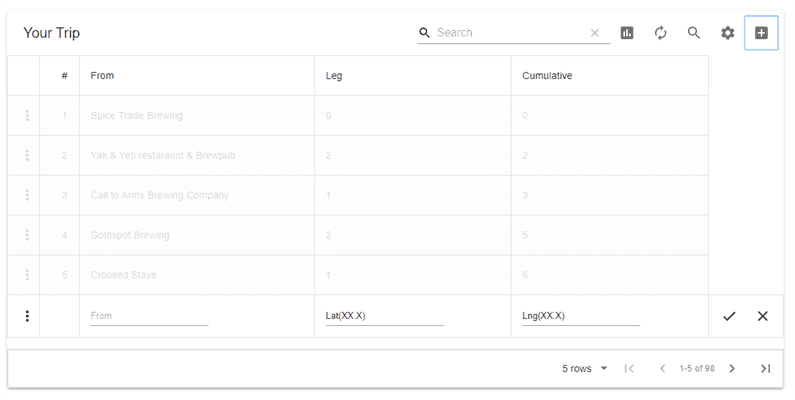 Your Trip
Search
# From Leg Cumulative
1 Spice Trade Brewing 0 0
2 Yak & Yeti restaraunt & Brewpub 2 2
3 Call to Arms Brewing Company 1 3
4 Goldspot Brewing 2 5
5 Crooked Stave 1 6
From Lat(XX.X) Lng(XX.X)
5 rows 1-5 of 98